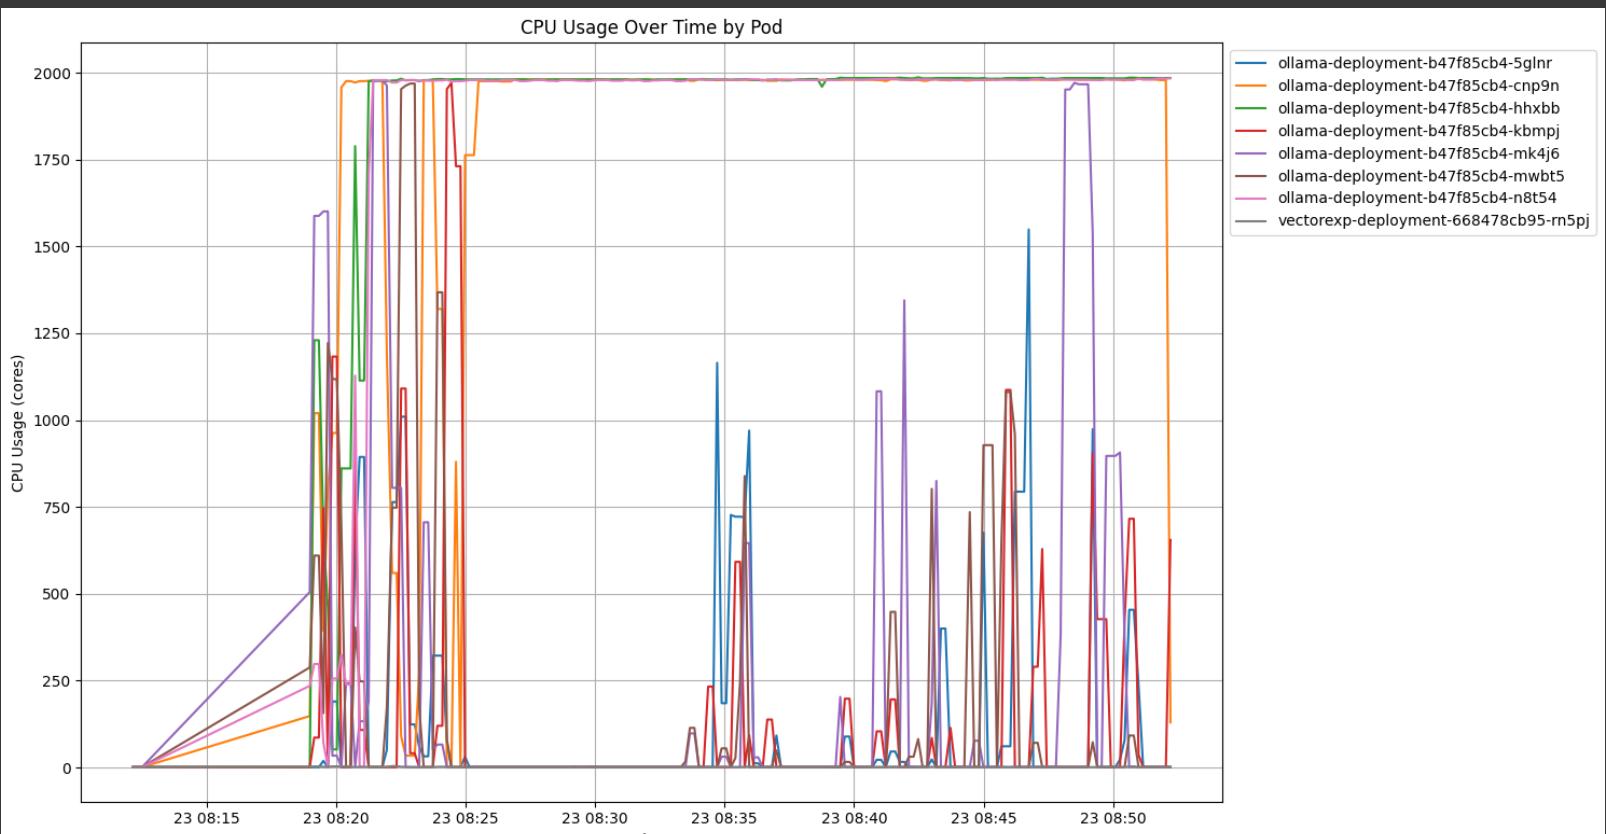 CPU Usage Over Time by Pod
2000
1750
1500
1250
1000
750
500
250
0
CPU Usage (cores)
23 08:15
23 08:20
23 08:25
23 08:30
23 08:35
23 08:40
23 08:45
23 08:50
ollama-deployment-b47f85cb4-5glnr
ollama-deployment-b47f85cb4-cnp9n
ollama-deployment-b47f85cb4-hhxbb
ollama-deployment-b47f85cb4-kbmpj
ollama-deployment-b47f85cb4-mk4j6
ollama-deployment-b47f85cb4-mwbt5
ollama-deployment-b47f85cb4-n8t54
vectorexp-deployment-668478cb95-rn5pj